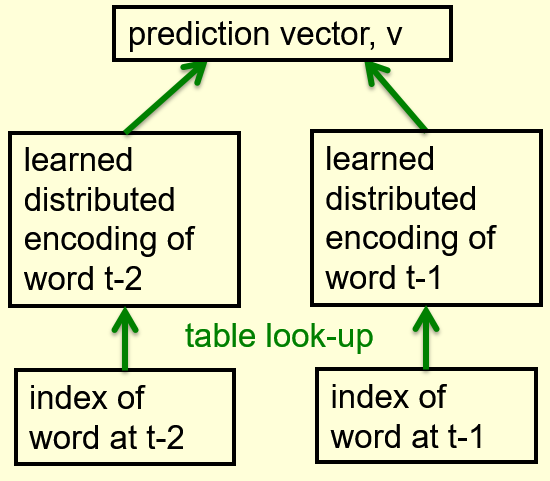 prediction vector, v
learned
distributed
encoding of
word t-2
learned
distributed
encoding of
word t-1
table look-up
index of
word at t-2
index of
word at t-1